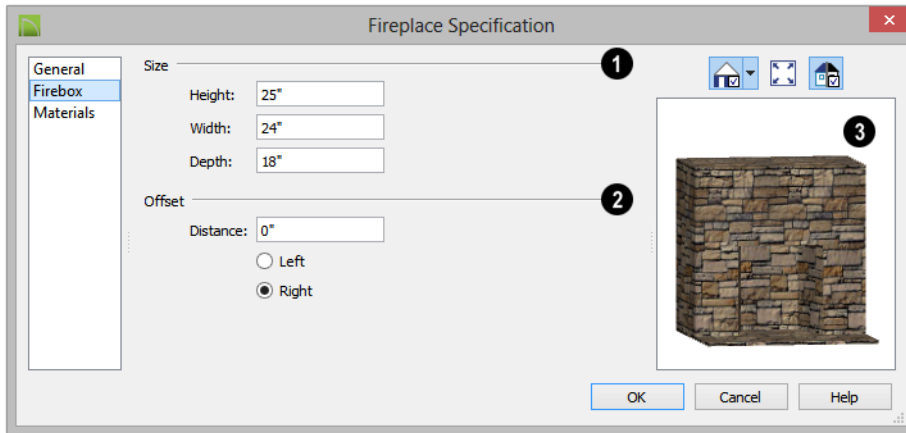 Fireplace Specification
General
Firebox
Materials
Size
1
Height: 25"
Width: 24"
Depth: 18"
Offset
2
Distance: 0"
Left
Right
3
OK
Cancel
Help